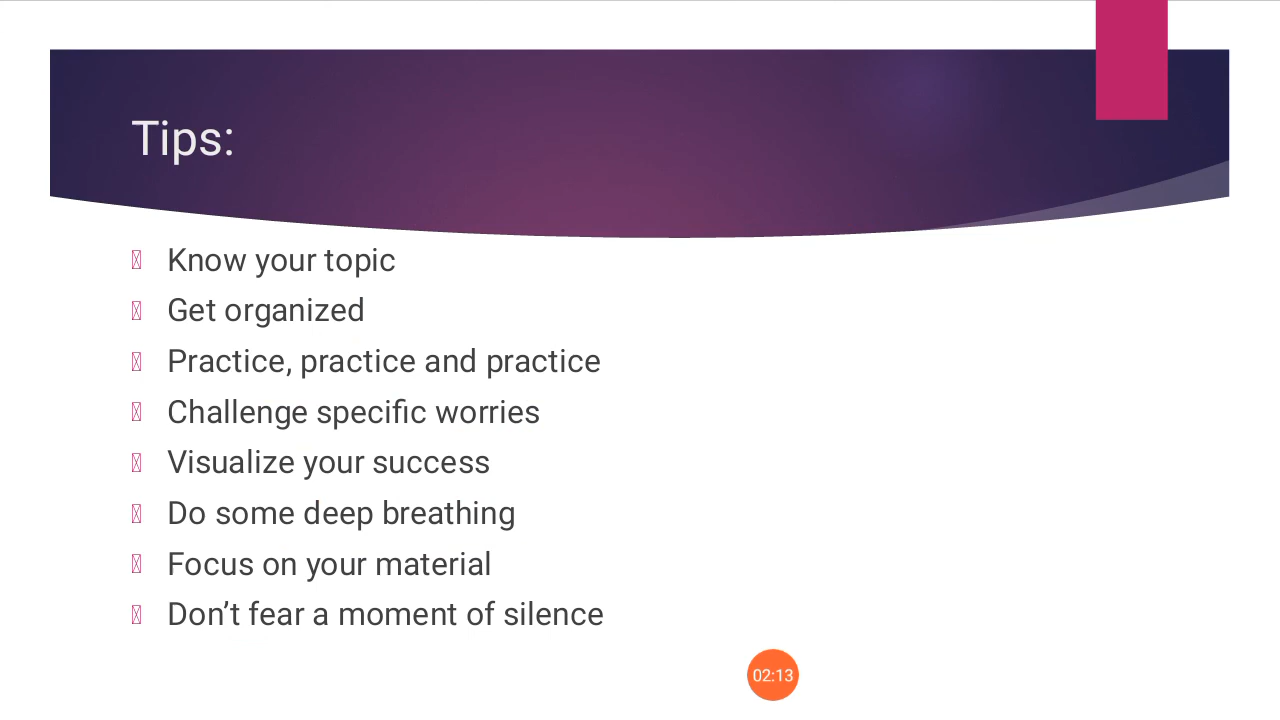 Tips:
Know your topic
Get organized
Practice, practice and practice
Challenge specific worries
Visualize your success
Do some deep breathing
Focus on your material
Don’t fear a moment of silence
02:13